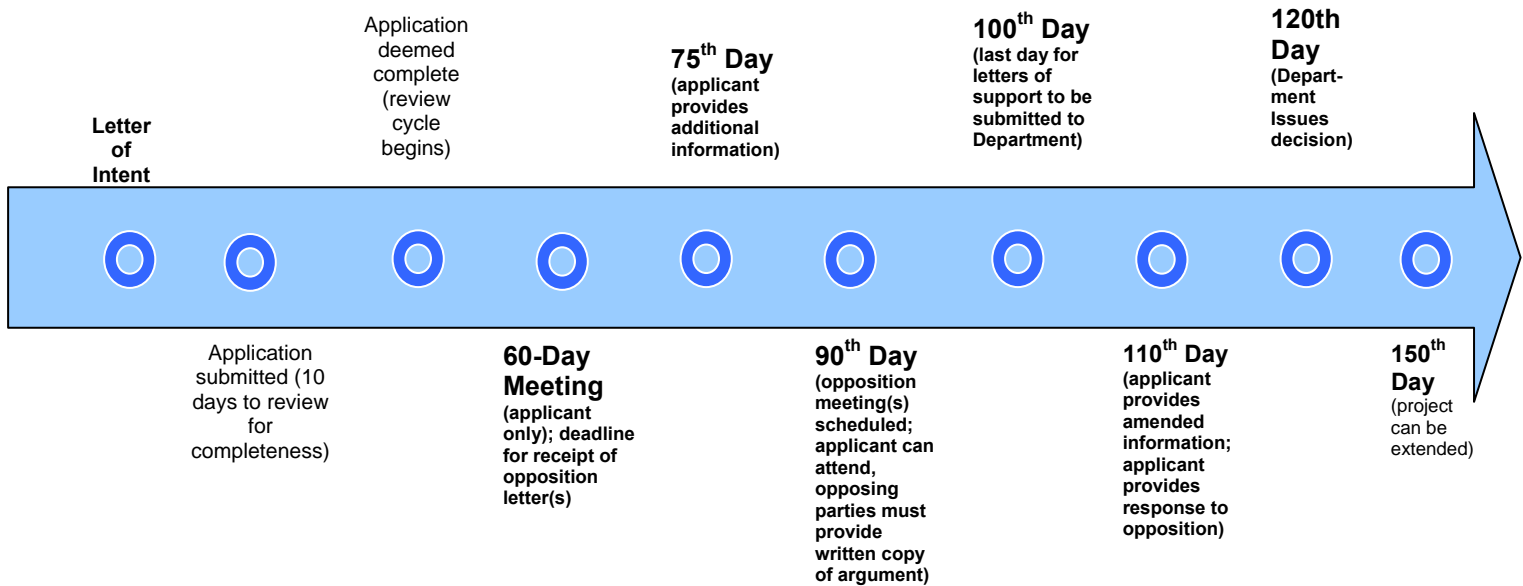 Letter
of
Intent
Application
submitted (10
days to review
for
completeness)
Application
deemed
complete
(review
cycle
begins)
60-Day
Meeting
(applicant
only); deadline
for receipt of
opposition
letter(s)
75th Day
(applicant
provides
additional
information)
90th Day
(opposition
meeting(s)
scheduled;
applicant can
attend,
opposing
parties must
provide
written copy
of argument)
100th Day
(last day for
letters of
support to be
submitted to
Department)
110th Day
(applicant
provides
amended
information;
applicant
provides
response to
opposition)
120th
Day
(Depart-
ment
Issues
decision)
150th
Day
(project
can be
extended)